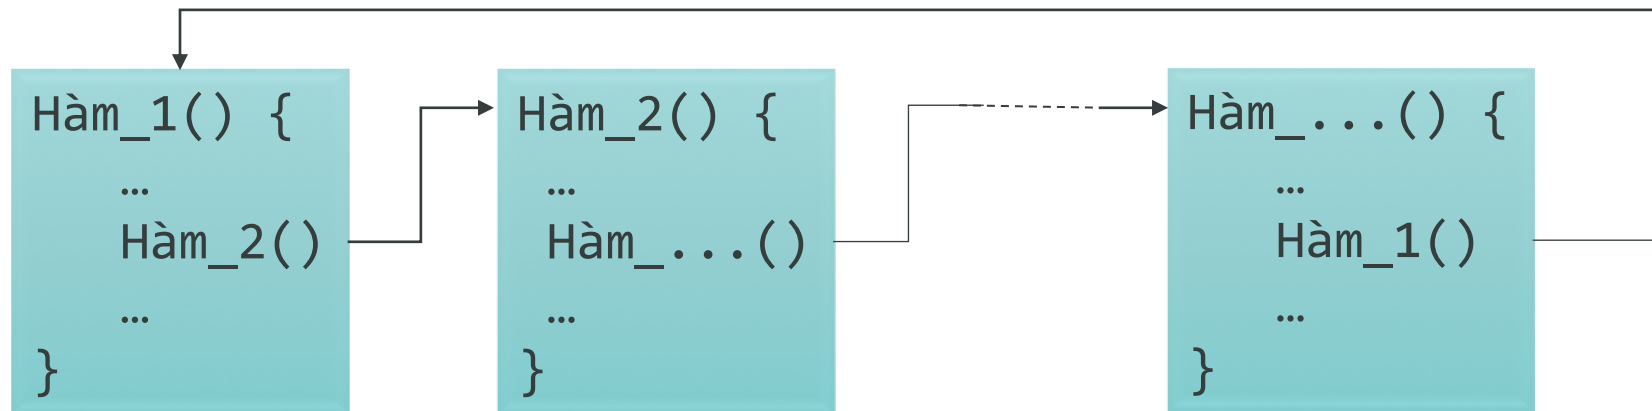 Hàm_1() {
…
Hàm_2()
…
}
Hàm_2() {
…
Hàm_...()
…
}
Hàm_...() {
…
Hàm_1()
…
}